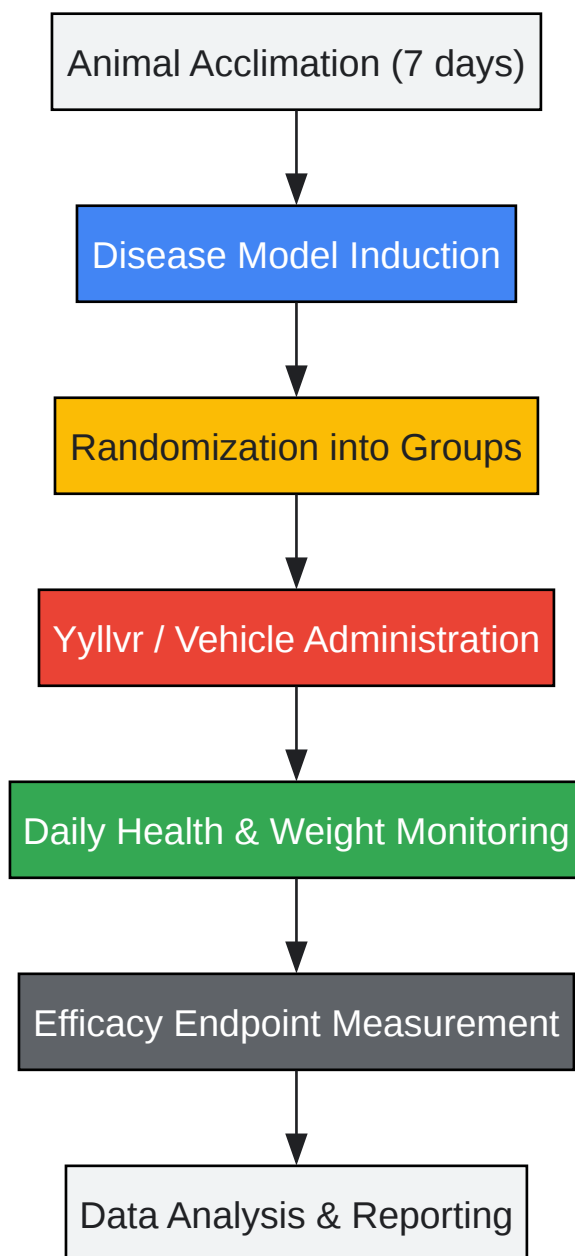 Animal Acclimation (7 days)
Disease Model Induction
Randomization into Groups
Yyllvr / Vehicle Administration
Daily Health & Weight Monitoring
Efficacy Endpoint Measurement
Data Analysis & Reporting